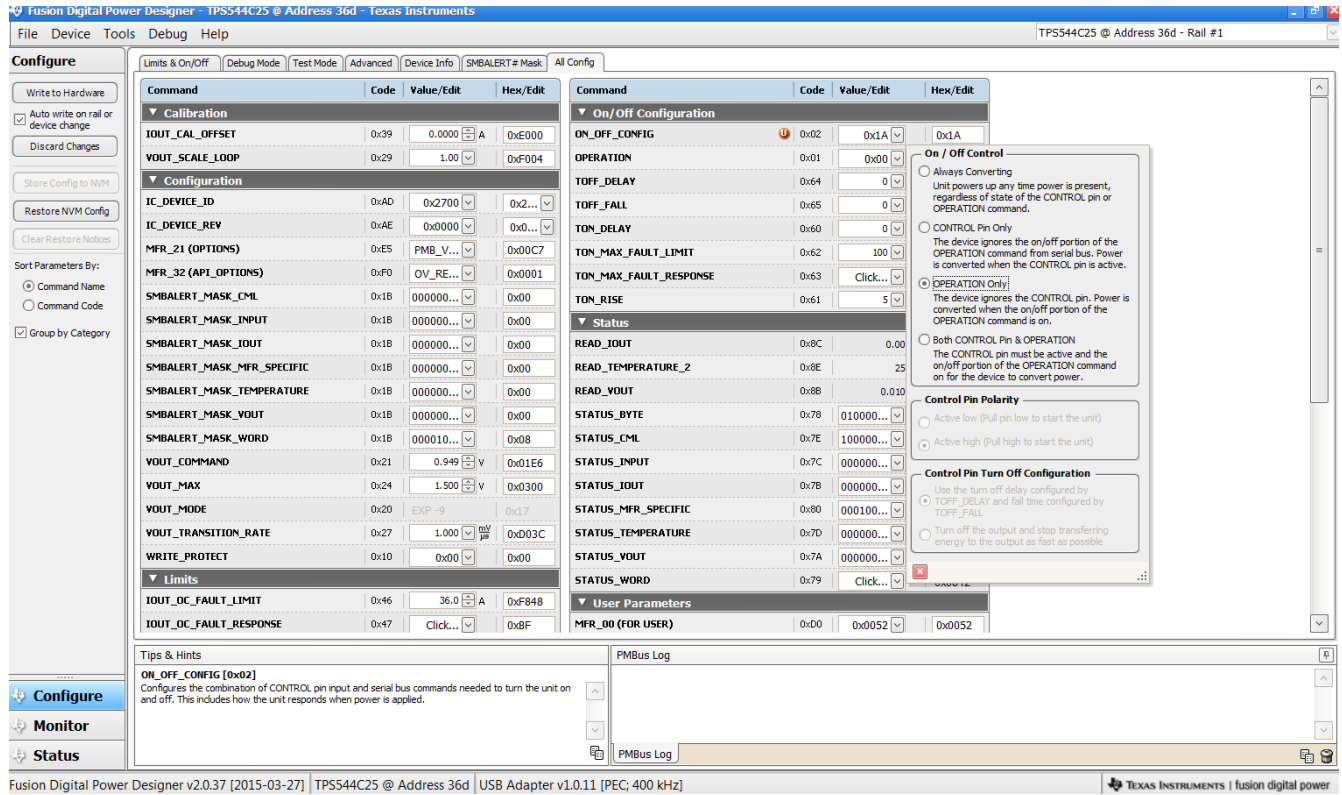 Fusion Digital Power Designer - TPS544C25 @ Address 36d - Texas Instruments
File Device Tools Debug Help
TPS544C25 @ Address 36d - Rail #1
Configure
Write to Hardware
Auto write on rail or
device change
Discard Changes
Store Config to NVM
Restore NVM Config
Clear Restore Notices
Sort Parameters By:
Command Name
Command Code
Group by Category
Limits & On/Off Debug Mode Test Mode Advanced Device Info SMBALERT# Mask All Config
Command Code Value/Edit Hex/Edit
Calibration
IOUT_CAL_OFFSET 0x39 0.0000 A 0xE000
VOUT_SCALE_LOOP 0x29 1.00 0xF004
Configuration
IC_DEVICE_ID 0xAD 0x2700 0x2...
IC_DEVICE_REV 0xAE 0x0000 0x0...
MFR_21 (OPTIONS) 0xE5 PMB_V... 0x00C7
MFR_32 (API_OPTIONS) 0xF0 OV_RE... 0x0001
SMBALERT_MASK_CML 0x1B 000000... 0x00
SMBALERT_MASK_INPUT 0x1B 000000... 0x00
SMBALERT_MASK_IOUT 0x1B 000000... 0x00
SMBALERT_MASK_MFR_SPECIFIC 0x1B 000000... 0x00
SMBALERT_MASK_TEMPERATURE 0x1B 000000... 0x00
SMBALERT_MASK_VOUT 0x1B 000000... 0x00
SMBALERT_MASK_WORD 0x1B 000010... 0x08
VOUT_COMMAND 0x21 0.949 V 0x01E6
VOUT_MAX 0x24 1.500 V 0x0300
VOUT_MODE 0x20 EXP -9 0x17
VOUT_TRANSITION_RATE 0x27 1.000 mV/µs 0xD03C
WRITE_PROTECT 0x10 0x00 0x00
Limits
IOUT_OC_FAULT_LIMIT 0x46 36.0 A 0xF848
IOUT_OC_FAULT_RESPONSE 0x47 Click... 0xBF
Command Code Value/Edit Hex/Edit
On/Off Configuration
ON_OFF_CONFIG 0x02 0x1A 0x1A
OPERATION 0x01 0x00
TOFF_DELAY 0x64 0
TOFF_FALL 0x65 0
TON_DELAY 0x60 0
TON_MAX_FAULT_LIMIT 0x62 100
TON_MAX_FAULT_RESPONSE 0x63 Click...
TON_RISE 0x61 5
Status
READ_IOUT 0x8C 0.00
READ_TEMPERATURE_2 0x8E 25
READ_VOUT 0x8B 0.010
STATUS_BYTE 0x78 010000...
STATUS_CML 0x7E 100000...
STATUS_INPUT 0x7C 000000...
STATUS_IOUT 0x7B 000000...
STATUS_MFR_SPECIFIC 0x80 000100...
STATUS_TEMPERATURE 0x7D 000000...
STATUS_VOUT 0x7A 000000...
STATUS_WORD 0x79 Click...
User Parameters
MFR_00 (FOR USER) 0xD0 0x0052 0x0052
On / Off Control
Always Converting
Unit powers up any time power is present,
regardless of state of the CONTROL pin or
OPERATION command.
CONTROL Pin Only
The device ignores the on/off portion of the
OPERATION command from serial bus. Power
is converted when the CONTROL pin is active.
OPERATION Only
The device ignores the CONTROL pin. Power is
converted when the on/off portion of the
OPERATION command is on.
Both CONTROL Pin & OPERATION
The CONTROL pin must be active and the
on/off portion of the OPERATION command
on for the device to convert power.
Control Pin Polarity
Active low (Pull pin low to start the unit)
Active high (Pull high to start the unit)
Control Pin Turn Off Configuration
Use the turn off delay configured by
TOFF_DELAY and fall time configured by
TOFF_FALL
Turn off the output and stop transferring
energy to the output as fast as possible
Tips & Hints
ON_OFF_CONFIG [0x02]
Configures the combination of CONTROL pin input and serial bus commands needed to turn the unit on
and off. This includes how the unit responds when power is applied.
PMBus Log
PMBus Log
Configure
Monitor
Status
Fusion Digital Power Designer v2.0.37 [2015-03-27] TPS544C25 @ Address 36d USB Adapter v1.0.11 [PEC; 400 kHz]
TEXAS INSTRUMENTS | fusion digital power